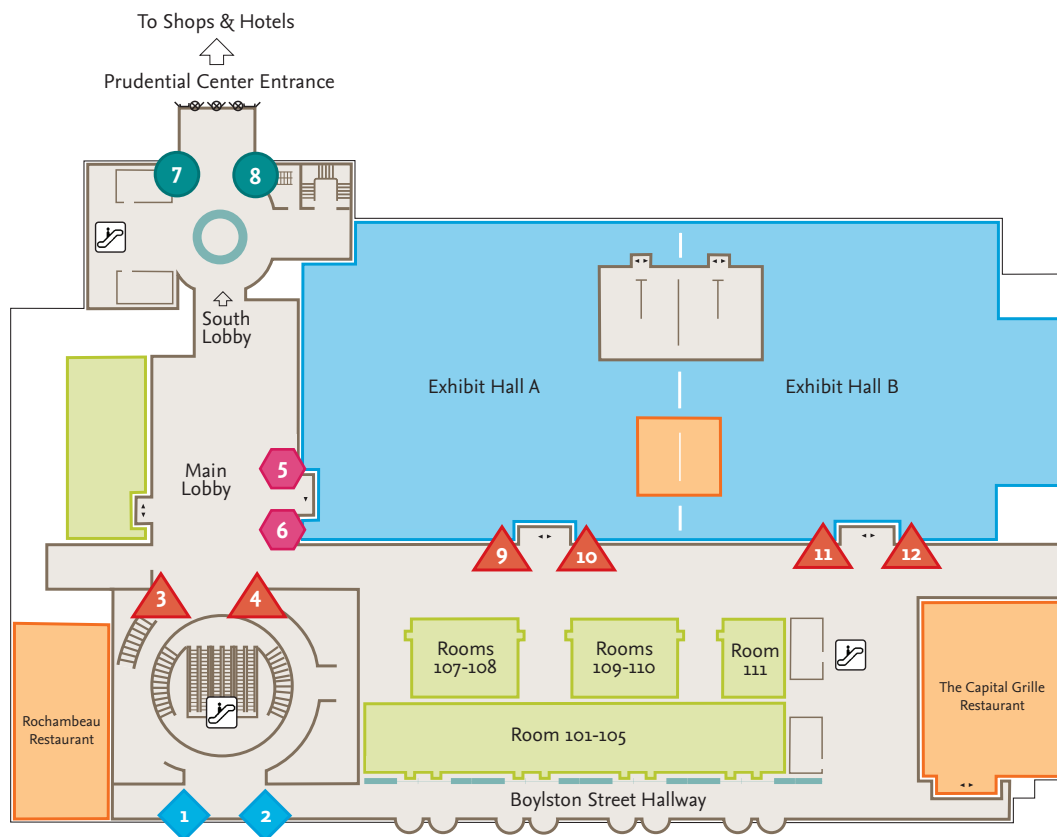 To Shops & Hotels
Prudential Center Entrance
7
8
South
Lobby
Exhibit Hall A
Exhibit Hall B
Main
Lobby
5
6
9
10
11
12
3
4
Rooms
107-108
Rooms
109-110
Room
111
Rochambeau
Restaurant
The Capital Grille
Restaurant
Room 101-105
Boylston Street Hallway
1
2